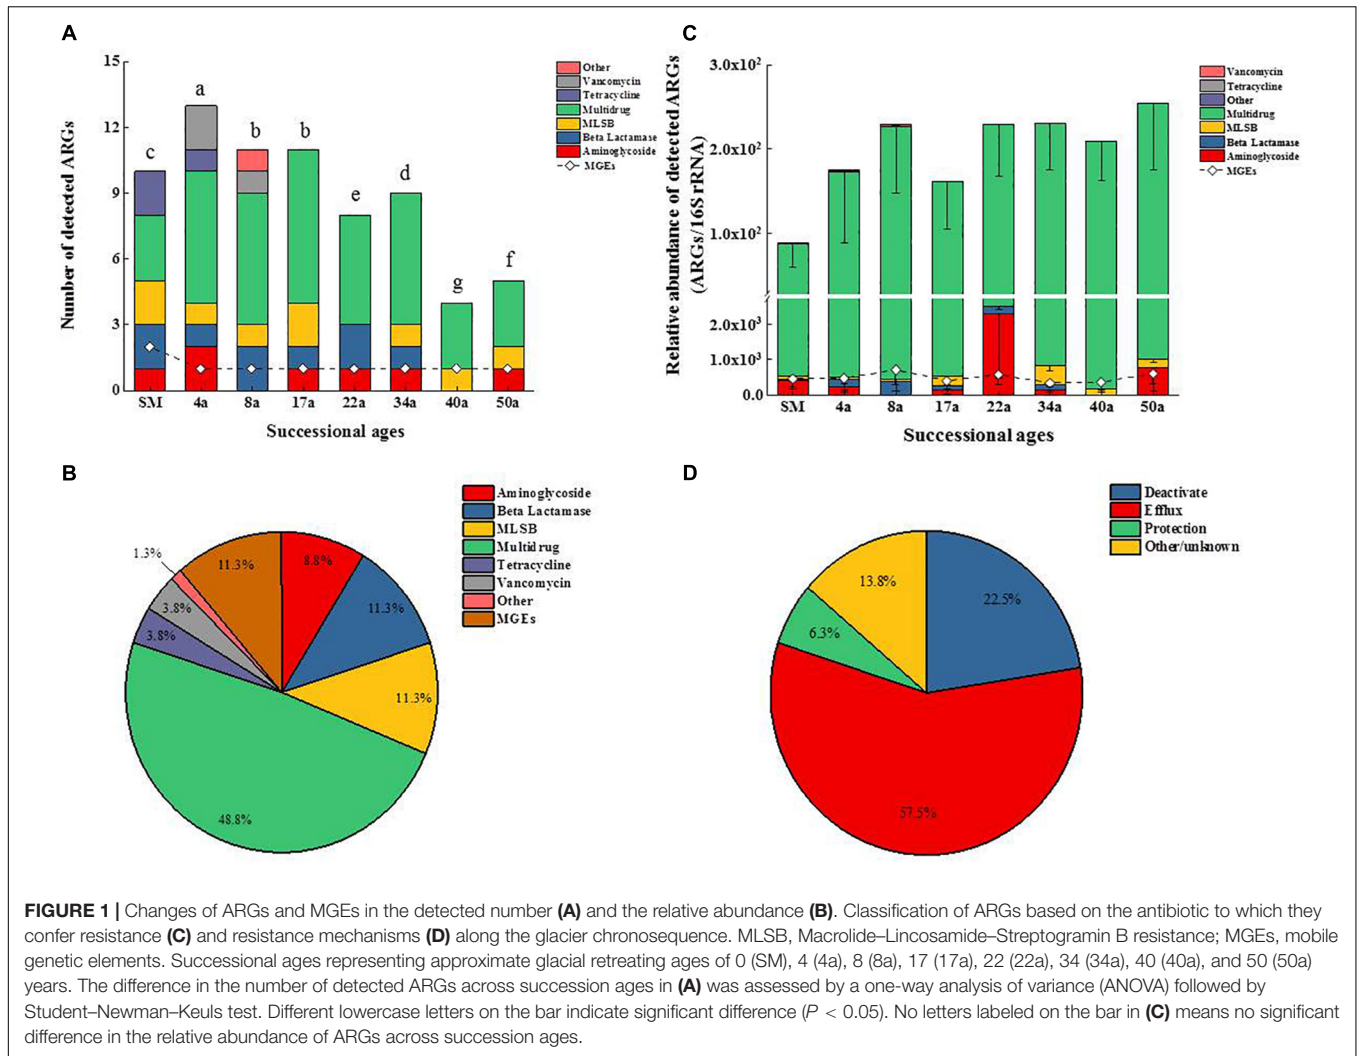 A
Number of detected ARGs
15
12
9
6
3
0
c
a
b
b
e
d
g
f
SM
4a
8a
17a
22a
34a
40a
50a
Successional ages
Other
Vancomycin
Tetracycline
Multidrug
MLSB
Beta Lactamase
Aminoglycoside
MGEs
C
Relative abundance of detected ARGs
(ARGs/16S rRNA)
3.0x10²
2.0x10²
1.0x10²
2.0x10³
1.0x10³
0.0
SM
4a
8a
17a
22a
34a
40a
50a
Successional ages
Vancomycin
Tetracycline
Other
Multidrug
MLSB
Beta Lactamase
Aminoglycoside
MGEs
B
1.3%
11.3%
8.8%
11.3%
3.8%
3.8%
11.3%
48.8%
Aminoglycoside
Beta Lactamase
MLSB
Multidrug
Tetracycline
Vancomycin
Other
MGEs
D
13.8%
22.5%
6.3%
57.5%
Deactivate
Efflux
Protection
Other/unknown
FIGURE 1 | Changes of ARGs and MGEs in the detected number (A) and the relative abundance (B). Classification of ARGs based on the antibiotic to which they
confer resistance (C) and resistance mechanisms (D) along the glacier chronosequence. MLSB, Macrolide–Lincosamide–Streptogramin B resistance; MGEs, mobile
genetic elements. Successional ages representing approximate glacial retreating ages of 0 (SM), 4 (4a), 8 (8a), 17 (17a), 22 (22a), 34 (34a), 40 (40a), and 50 (50a)
years. The difference in the number of detected ARGs across succession ages in (A) was assessed by a one-way analysis of variance (ANOVA) followed by
Student–Newman–Keuls test. Different lowercase letters on the bar indicate significant difference (P < 0.05). No letters labeled on the bar in (C) means no significant
difference in the relative abundance of ARGs across succession ages.